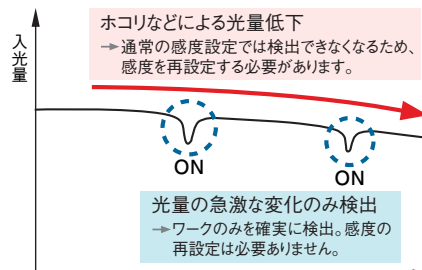 入光量
ホコリなどによる光量低下
→通常の感度設定では検出できなくなるため、
感度を再設定する必要があります。
ON
ON
光量の急激な変化のみ検出
→ワークのみを確実に検出。感度の
再設定は必要ありません。